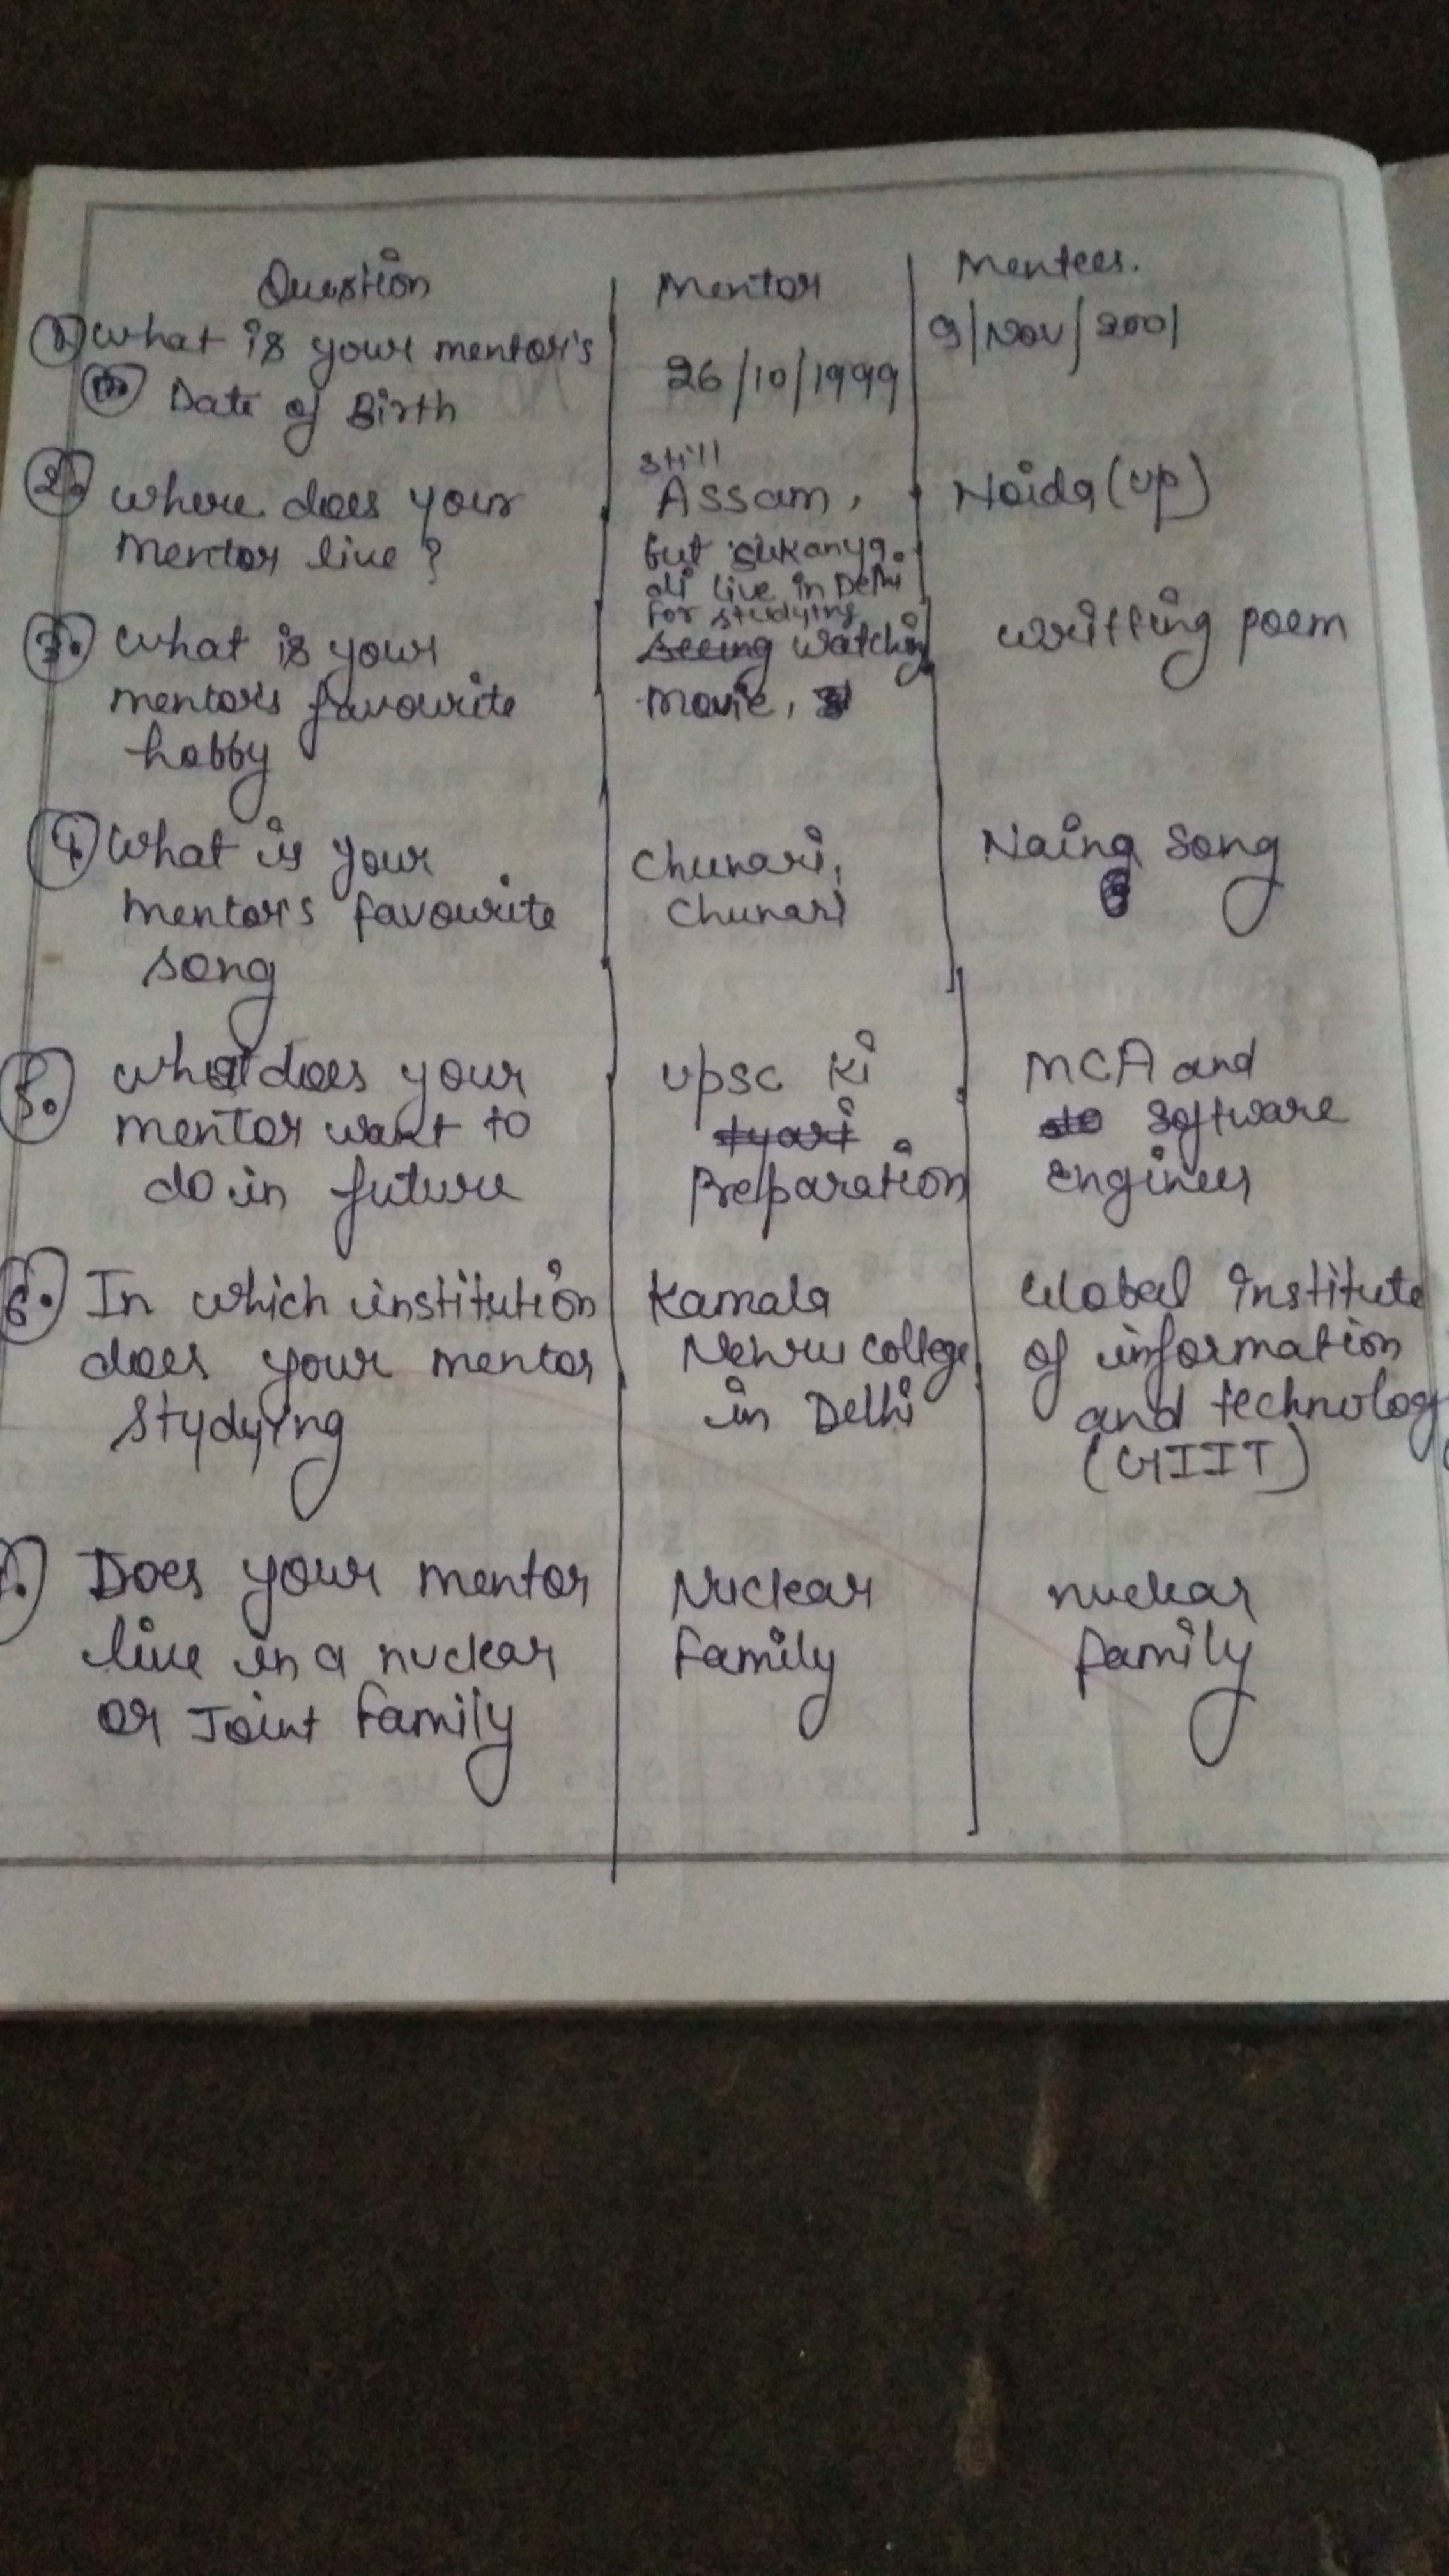 Question Mentor Mentees.
1. What is your mentor's 9/Nov/2001
Date of Birth 26/10/1999
still
2. where does your Assam, Noida (up)
mentor live? but sukanya.
di live in Delhi
for studying
3. What is your seeing watching writting poem
mentor's favourite movie,
hobby
4. What is your Chunari, Naina Song
mentor's favourite Chunari
song
5. what does your upsc ki MCA and
mentor want to tyari software
do in future Preparation engineer
6. In which institution Kamala Global institute
does your mentor Nehru college of information
studying in Delhi and technology
(GIIT)
Does your mentor Nuclear nuclear
live in a nuclear family family
or Joint family